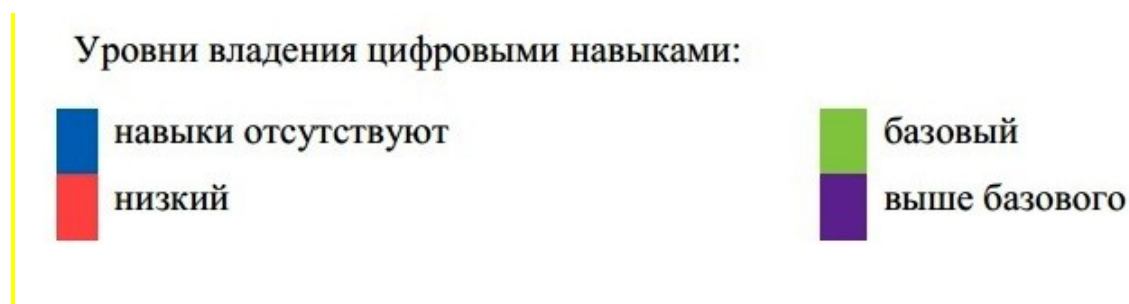 Уровни владения цифровыми навыками:
навыки отсутствуют
базовый
низкий
выше базового